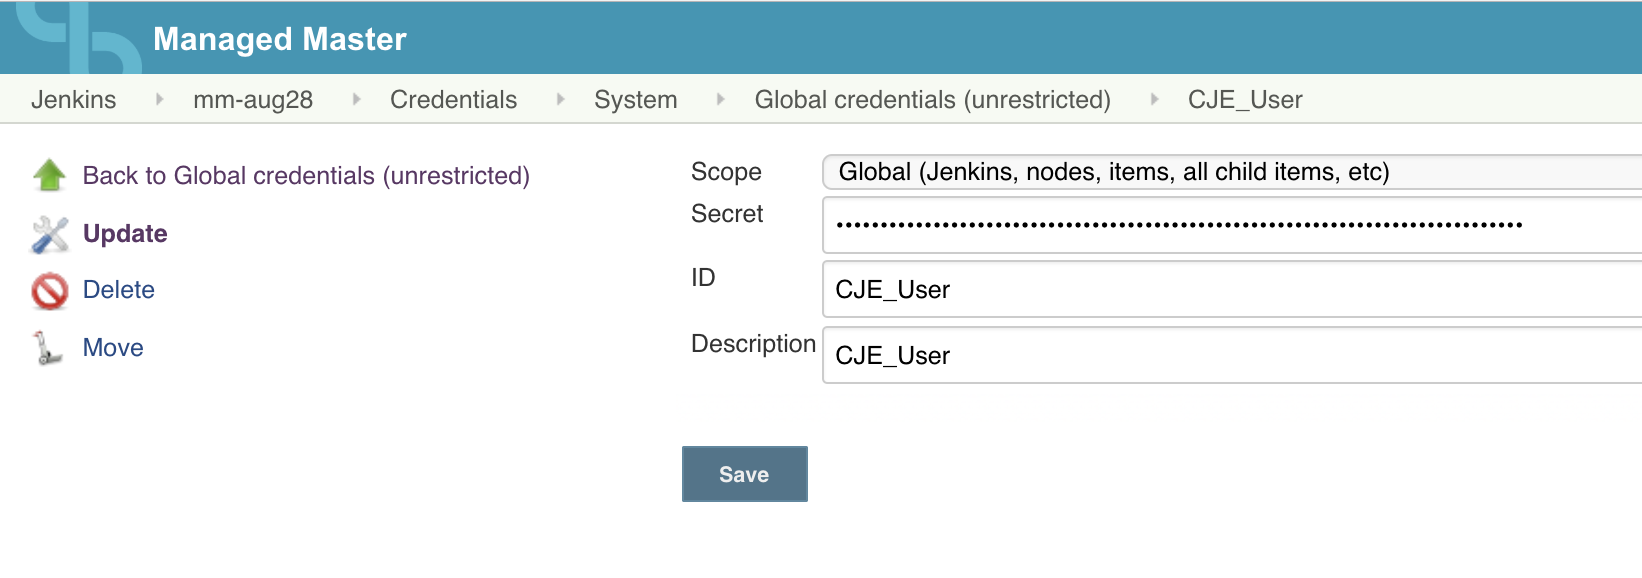 Managed Master
Jenkins mm-aug28 Credentials System Global credentials (unrestricted) CJE_User
Back to Global credentials (unrestricted)
Update
Delete
Move
Scope Global (Jenkins, nodes, items, all child items, etc)
Secret
ID CJE_User
Description CJE_User
Save